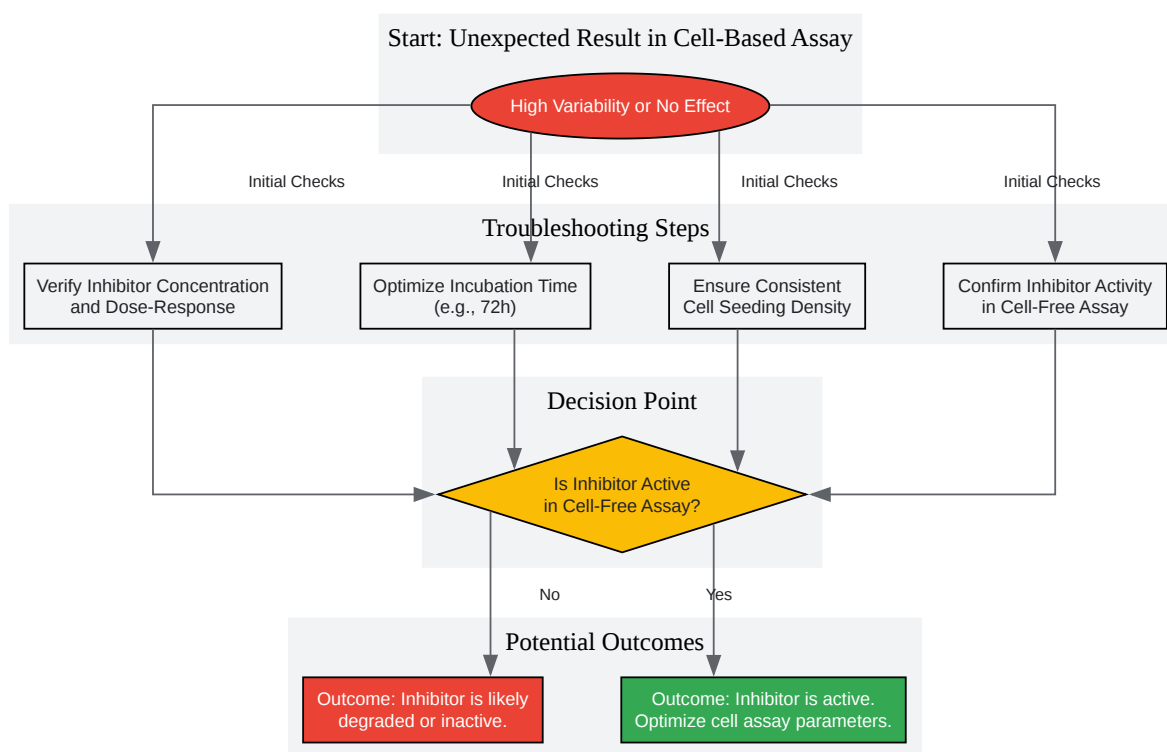 Start: Unexpected Result in Cell-Based Assay
High Variability or No Effect
Initial Checks
Initial Checks
Initial Checks
Initial Checks
Troubleshooting Steps
Verify Inhibitor Concentration
and Dose-Response
Optimize Incubation Time
(e.g., 72h)
Ensure Consistent
Cell Seeding Density
Confirm Inhibitor Activity
in Cell-Free Assay
Decision Point
Is Inhibitor Active
in Cell-Free Assay?
No
Yes
Potential Outcomes
Outcome: Inhibitor is likely
degraded or inactive.
Outcome: Inhibitor is active.
Optimize cell assay parameters.